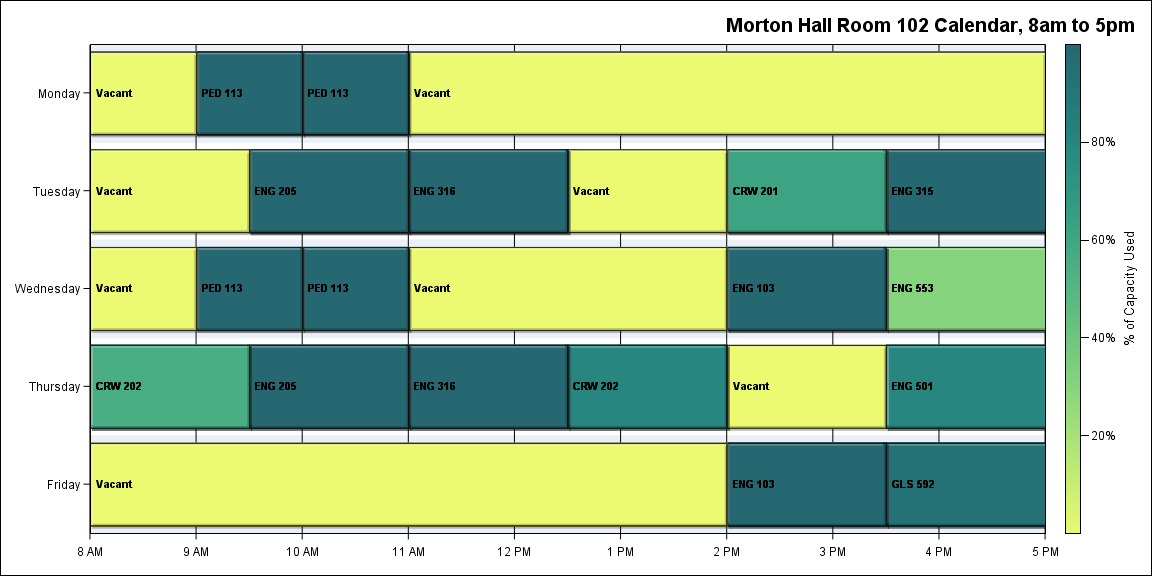 Morton Hall Room 102 Calendar, 8am to 5pm
Monday
Vacant
PED 113
PED 113
Vacant
Tuesday
Vacant
ENG 205
ENG 316
Vacant
CRW 201
ENG 315
Wednesday
Vacant
PED 113
PED 113
Vacant
ENG 103
ENG 553
Thursday
CRW 202
ENG 205
ENG 316
CRW 202
Vacant
ENG 501
Friday
Vacant
ENG 103
GLS 592
8 AM
9 AM
10 AM
11 AM
12 PM
1 PM
2 PM
3 PM
4 PM
5 PM
80%
60%
40%
20%
% of Capacity Used